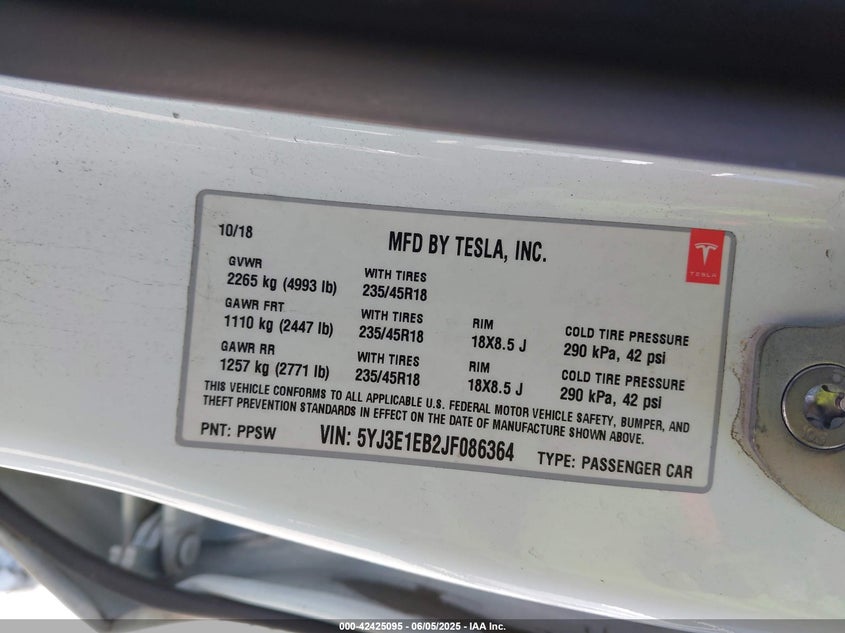 10/18
MFD BY TESLA, INC.
TESLA
GVWR
2265 kg (4993 lb)
WITH TIRES
235/45R18
GAWR FRT
1110 kg (2447 lb)
WITH TIRES
235/45R18
RIM
18X8.5 J
COLD TIRE PRESSURE
290 kPa, 42 psi
GAWR RR
1257 kg (2771 lb)
WITH TIRES
235/45R18
RIM
18X8.5 J
COLD TIRE PRESSURE
290 kPa, 42 psi
THIS VEHICLE CONFORMS TO ALL APPLICABLE U.S. FEDERAL MOTOR VEHICLE SAFETY, BUMPER, AND
THEFT PREVENTION STANDARDS IN EFFECT ON THE DATE OF MANUFACTURE SHOWN ABOVE.
PNT: PPSW
VIN: 5YJ3E1EB2JF086364
TYPE: PASSENGER CAR
000-42425095 - 06/05/2025 - IAA Inc.